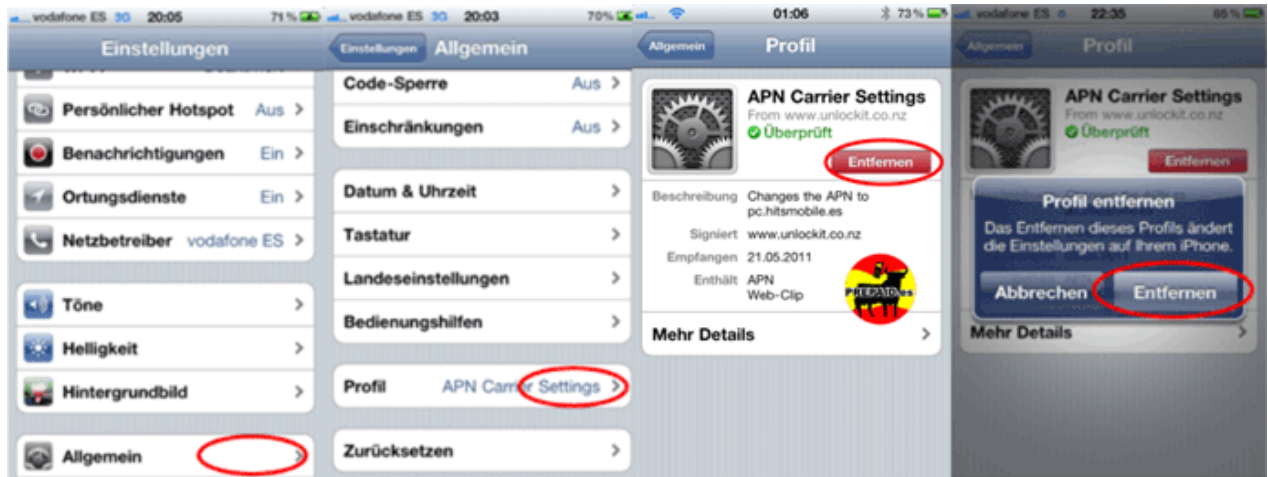 vodafone ES 3G 20:05 71 %
Einstellungen
Persönlicher Hotspot Aus
Benachrichtigungen Ein
Ortungsdienste Ein
Netzbetreiber vodafone ES
Töne
Helligkeit
Hintergrundbild
Allgemein
vodafone ES 3G 20:03 70%
Einstellungen Allgemein
Code-Sperre Aus
Einschränkungen Aus
Datum & Uhrzeit
Tastatur
Landeseinstellungen
Bedienungshilfen
Profil APN Carrier Settings
Zurücksetzen
01:06 73 %
Allgemein Profil
APN Carrier Settings
From www.unlockit.co.nz
Überprüft
Entfernen
Beschreibung Changes the APN to
pc.hitsmobile.es
Signiert www.unlockit.co.nz
Empfangen 21.05.2011
Enthält APN
Web-Clip
PREPAID.es
Mehr Details
vodafone ES 22:35 65 %
Allgemein Profil
APN Carrier Settings
From www.unlockit.co.nz
Überprüft
Entfernen
Profil entfernen
Das Entfernen dieses Profils ändert
die Einstellungen auf Ihrem iPhone.
Abbrechen Entfernen
Mehr Details